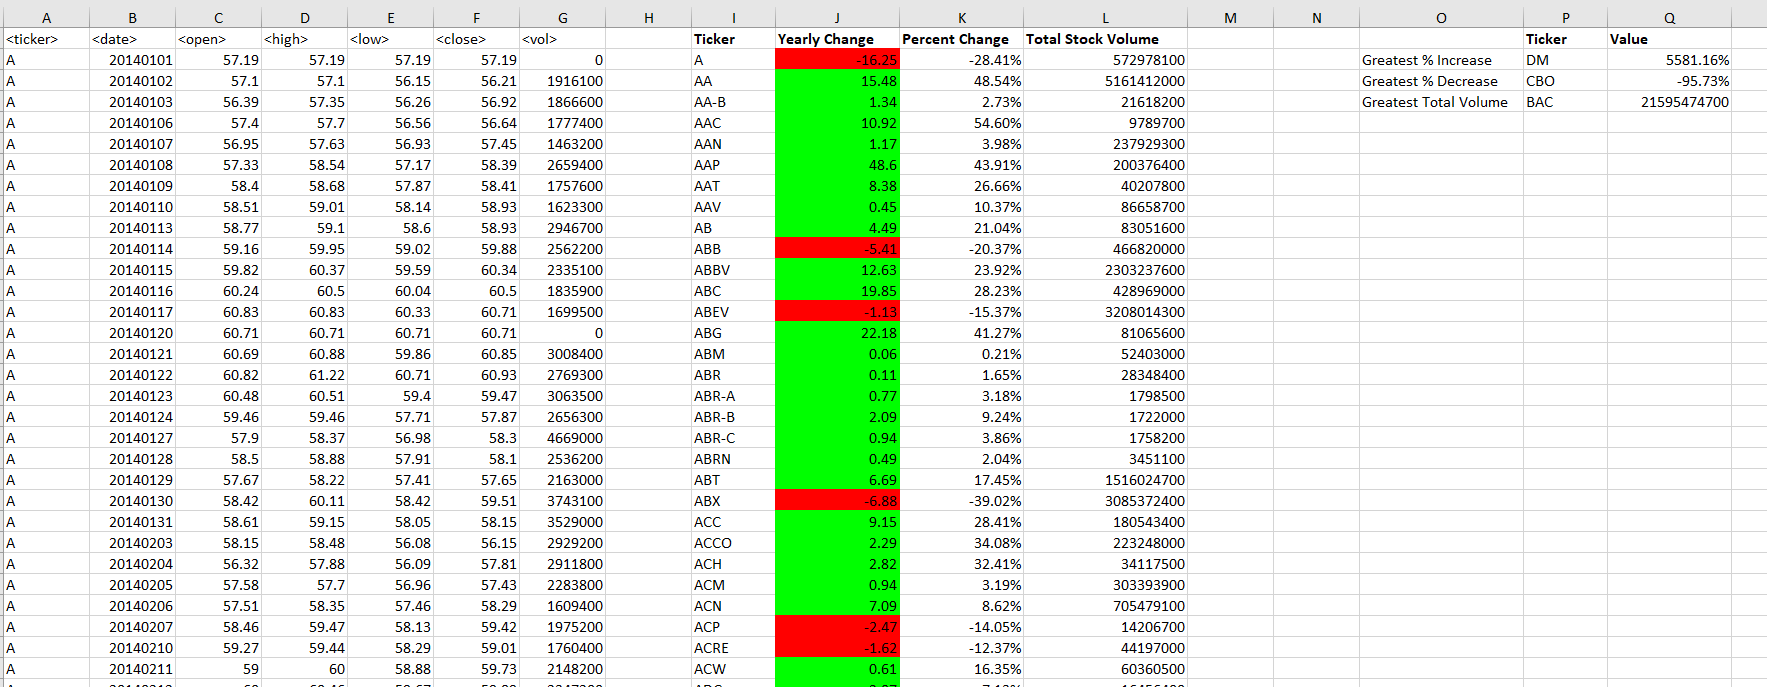 A B C D E F G H I J K L M N O P Q
<ticker> <date> <open> <high> <low> <close> <vol> Ticker Yearly Change Percent Change Total Stock Volume Ticker Value
A 20140101 57.19 57.19 57.19 57.19 0 A -16.25 -28.41% 572978100 Greatest % Increase DM 5581.16%
A 20140102 57.1 57.1 56.15 56.21 1916100 AA 15.48 48.54% 5161412000 Greatest % Decrease CBO -95.73%
A 20140103 56.39 57.35 56.26 56.92 1866600 AA-B 1.34 2.73% 21618200 Greatest Total Volume BAC 21595474700
A 20140106 57.4 57.7 56.56 56.64 1777400 AAC 10.92 54.60% 9789700
A 20140107 56.95 57.63 56.93 57.45 1463200 AAN 1.17 3.98% 237929300
A 20140108 57.33 58.54 57.17 58.39 2659400 AAP 48.6 43.91% 200376400
A 20140109 58.4 58.68 57.87 58.41 1757600 AAT 8.38 26.66% 40207800
A 20140110 58.51 59.01 58.14 58.93 1623300 AAV 0.45 10.37% 86658700
A 20140113 58.77 59.1 58.6 58.93 2946700 AB 4.49 21.04% 83051600
A 20140114 59.16 59.95 59.02 59.88 2562200 ABB -5.41 -20.37% 466820000
A 20140115 59.82 60.37 59.59 60.34 2335100 ABBV 12.63 23.92% 2303237600
A 20140116 60.24 60.5 60.04 60.5 1835900 ABC 19.85 28.23% 428969000
A 20140117 60.83 60.83 60.33 60.71 1699500 ABEV -1.13 -15.37% 3208014300
A 20140120 60.71 60.71 60.71 60.71 0 ABG 22.18 41.27% 81065600
A 20140121 60.69 60.88 59.86 60.85 3008400 ABM 0.06 0.21% 52403000
A 20140122 60.82 61.22 60.71 60.93 2769300 ABR 0.11 1.65% 28348400
A 20140123 60.48 60.51 59.4 59.47 3063500 ABR-A 0.77 3.18% 1798500
A 20140124 59.46 59.46 57.71 57.87 2656300 ABR-B 2.09 9.24% 1722000
A 20140127 57.9 58.37 56.98 58.3 4669000 ABR-C 0.94 3.86% 1758200
A 20140128 58.5 58.88 57.91 58.1 2536200 ABRN 0.49 2.04% 3451100
A 20140129 57.67 58.22 57.41 57.65 2163000 ABT 6.69 17.45% 1516024700
A 20140130 58.42 60.11 58.42 59.51 3743100 ABX -6.88 -39.02% 3085372400
A 20140131 58.61 59.15 58.05 58.15 3529000 ACC 9.15 28.41% 180543400
A 20140203 58.15 58.48 56.08 56.15 2929200 ACCO 2.29 34.08% 223248000
A 20140204 56.32 57.88 56.09 57.81 2911800 ACH 2.82 32.41% 34117500
A 20140205 57.58 57.7 56.96 57.43 2283800 ACM 0.94 3.19% 303393900
A 20140206 57.51 58.35 57.46 58.29 1609400 ACN 7.09 8.62% 705479100
A 20140207 58.46 59.47 58.13 59.42 1975200 ACP -2.47 -14.05% 14206700
A 20140210 59.27 59.44 58.29 59.01 1760400 ACRE -1.62 -12.37% 44197000
A 20140211 59 60 58.88 59.73 2148200 ACW 0.61 16.35% 60360500